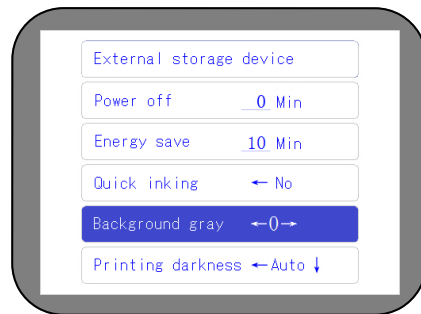 External storage device
Power off 0 Min
Energy save 10 Min
Quick inking ← No
Background gray ←0→
Printing darkness ←Auto ↓